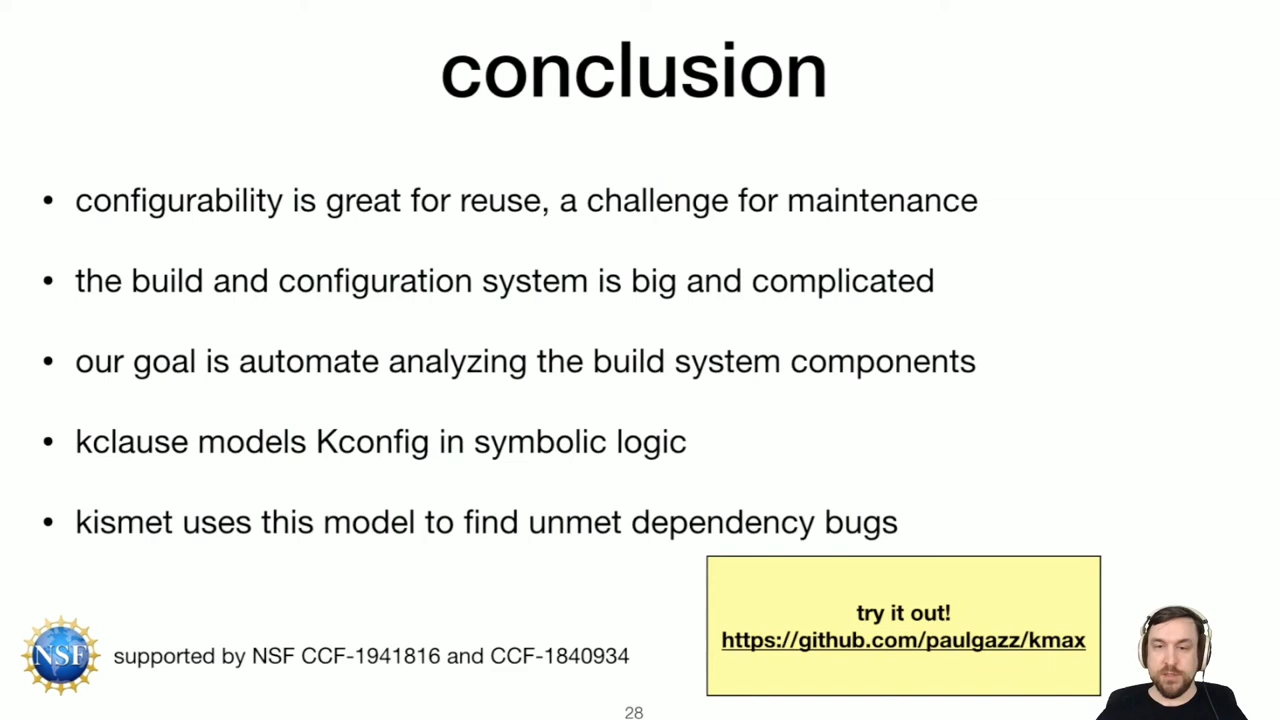 conclusion
• configurability is great for reuse, a challenge for maintenance
• the build and configuration system is big and complicated
• our goal is automate analyzing the build system components
• kclause models Kconfig in symbolic logic
• kismet uses this model to find unmet dependency bugs
try it out!
https://github.com/paulgazz/kmax
NSF
supported by NSF CCF-1941816 and CCF-1840934
28